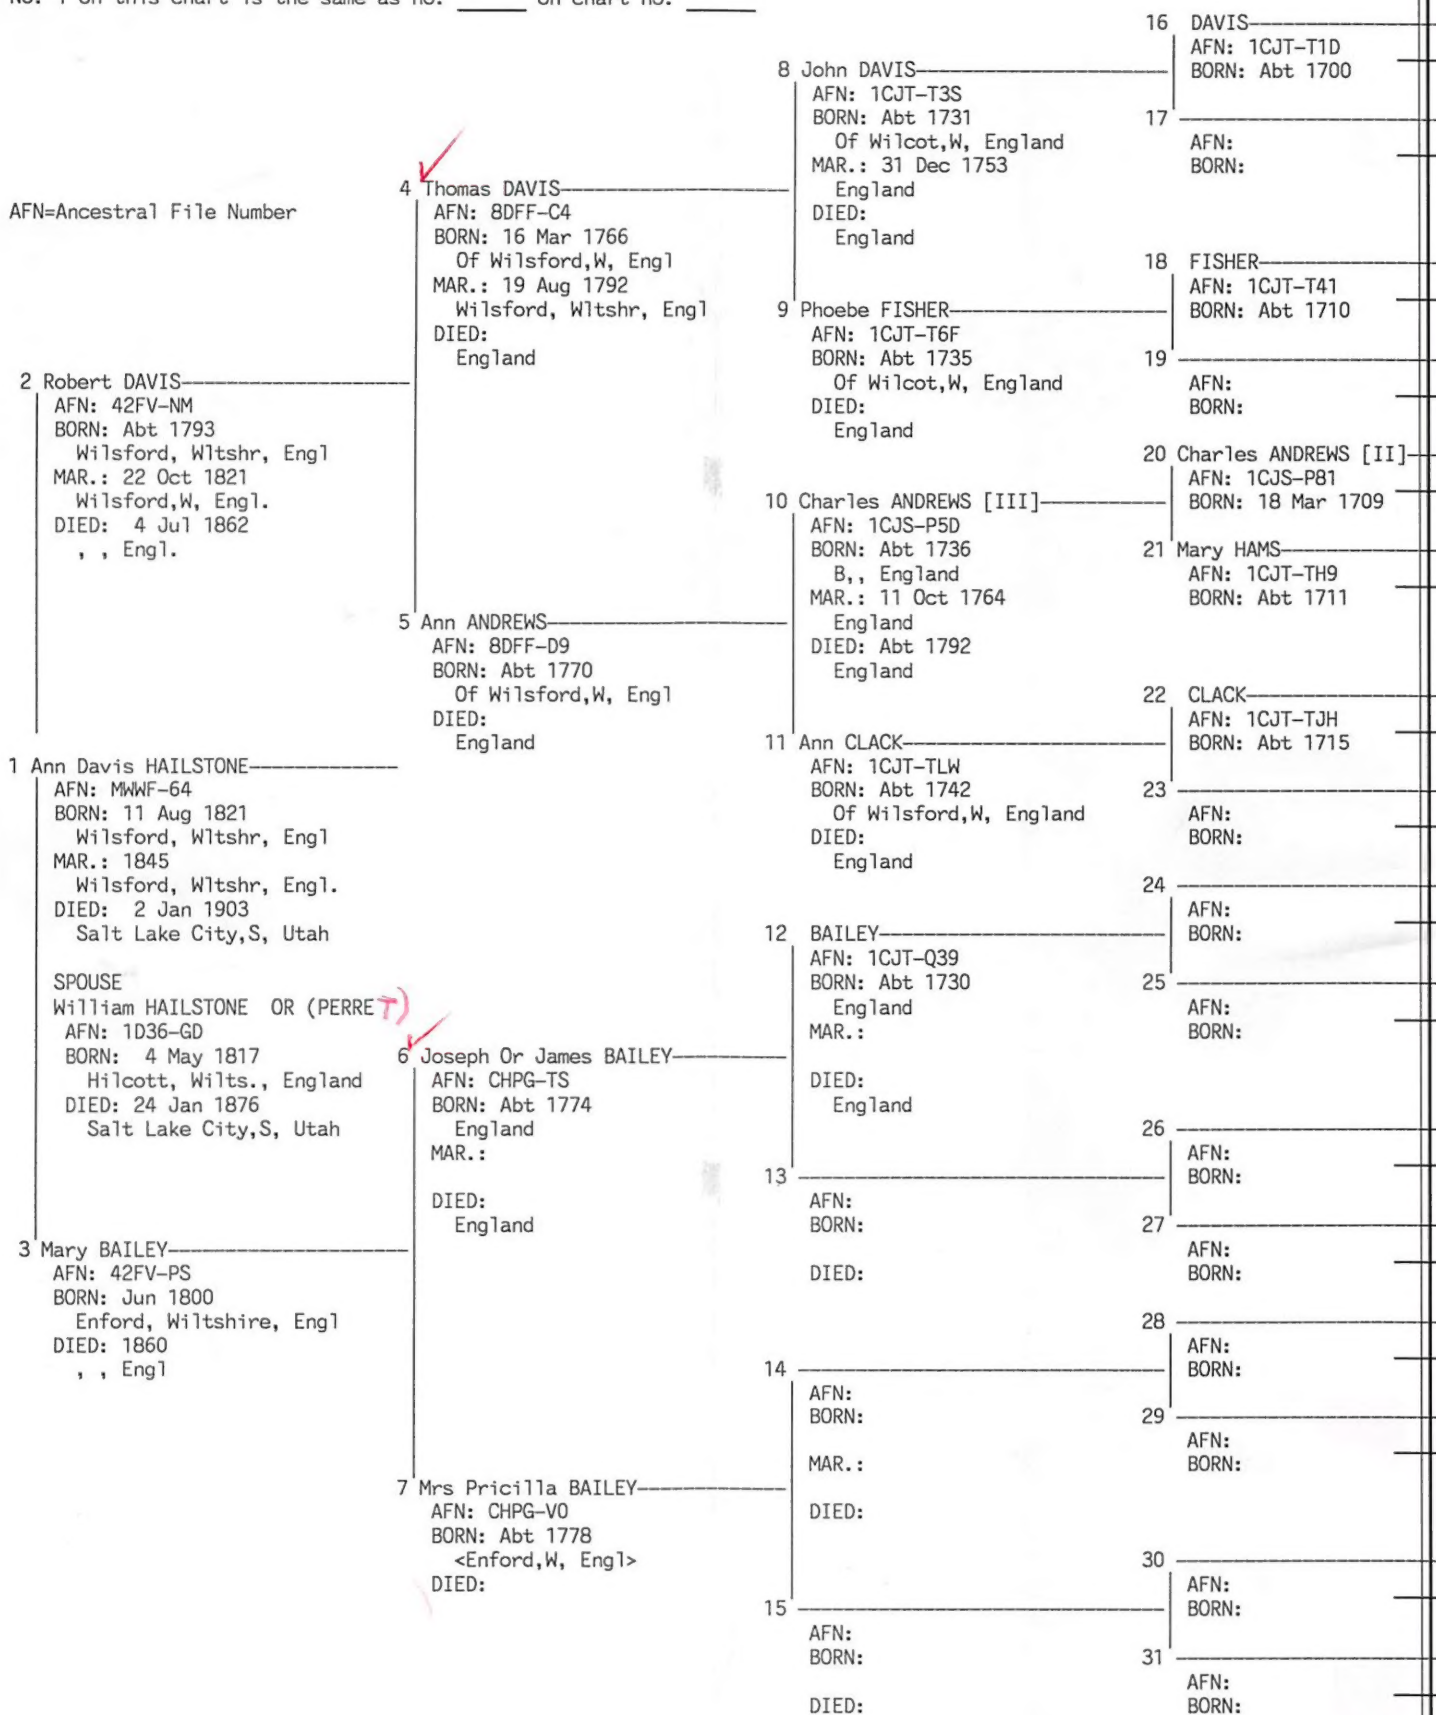 No. 1 on this chart is the same as no. ______ on chart no. ______
AFN=Ancestral File Number
1 Ann Davis HAILSTONE
AFN: MWWF-64
BORN: 11 Aug 1821
Wilsford, Wltshr, Engl
MAR.: 1845
Wilsford, Wltshr, Engl.
DIED: 2 Jan 1903
Salt Lake City,S, Utah
SPOUSE
William HAILSTONE OR (PERRET)
AFN: 1D36-GD
BORN: 4 May 1817
Hilcott, Wilts., England
DIED: 24 Jan 1876
Salt Lake City,S, Utah
2 Robert DAVIS
AFN: 42FV-NM
BORN: Abt 1793
Wilsford, Wltshr, Engl
MAR.: 22 Oct 1821
Wilsford,W, Engl.
DIED: 4 Jul 1862
, , Engl.
3 Mary BAILEY
AFN: 42FV-PS
BORN: Jun 1800
Enford, Wiltshire, Engl
DIED: 1860
, , Engl
4 Thomas DAVIS
AFN: 8DFF-C4
BORN: 16 Mar 1766
Of Wilsford,W, Engl
MAR.: 19 Aug 1792
Wilsford, Wltshr, Engl
DIED:
England
5 Ann ANDREWS
AFN: 8DFF-D9
BORN: Abt 1770
Of Wilsford,W, Engl
DIED:
England
6 Joseph Or James BAILEY
AFN: CHPG-TS
BORN: Abt 1774
England
MAR.:
DIED:
England
7 Mrs Pricilla BAILEY
AFN: CHPG-V0
BORN: Abt 1778
<Enford,W, Engl>
DIED:
8 John DAVIS
AFN: 1CJT-T3S
BORN: Abt 1731
Of Wilcot,W, England
MAR.: 31 Dec 1753
England
DIED:
England
9 Phoebe FISHER
AFN: 1CJT-T6F
BORN: Abt 1735
Of Wilcot,W, England
DIED:
England
10 Charles ANDREWS [III]
AFN: 1CJS-P5D
BORN: Abt 1736
B,, England
MAR.: 11 Oct 1764
England
DIED: Abt 1792
England
11 Ann CLACK
AFN: 1CJT-TLW
BORN: Abt 1742
Of Wilsford,W, England
DIED:
England
12 BAILEY
AFN: 1CJT-Q39
BORN: Abt 1730
England
MAR.:
DIED:
England
13
AFN:
BORN:
DIED:
14
AFN:
BORN:
MAR.:
DIED:
15
AFN:
BORN:
DIED:
16 DAVIS
AFN: 1CJT-T1D
BORN: Abt 1700
17
AFN:
BORN:
18 FISHER
AFN: 1CJT-T41
BORN: Abt 1710
19
AFN:
BORN:
20 Charles ANDREWS [II]
AFN: 1CJS-P81
BORN: 18 Mar 1709
21 Mary HAMS
AFN: 1CJT-TH9
BORN: Abt 1711
22 CLACK
AFN: 1CJT-TJH
BORN: Abt 1715
23
AFN:
BORN:
24
AFN:
BORN:
25
AFN:
BORN:
26
AFN:
BORN:
27
AFN:
BORN:
28
AFN:
BORN:
29
AFN:
BORN:
30
AFN:
BORN:
31
AFN:
BORN: